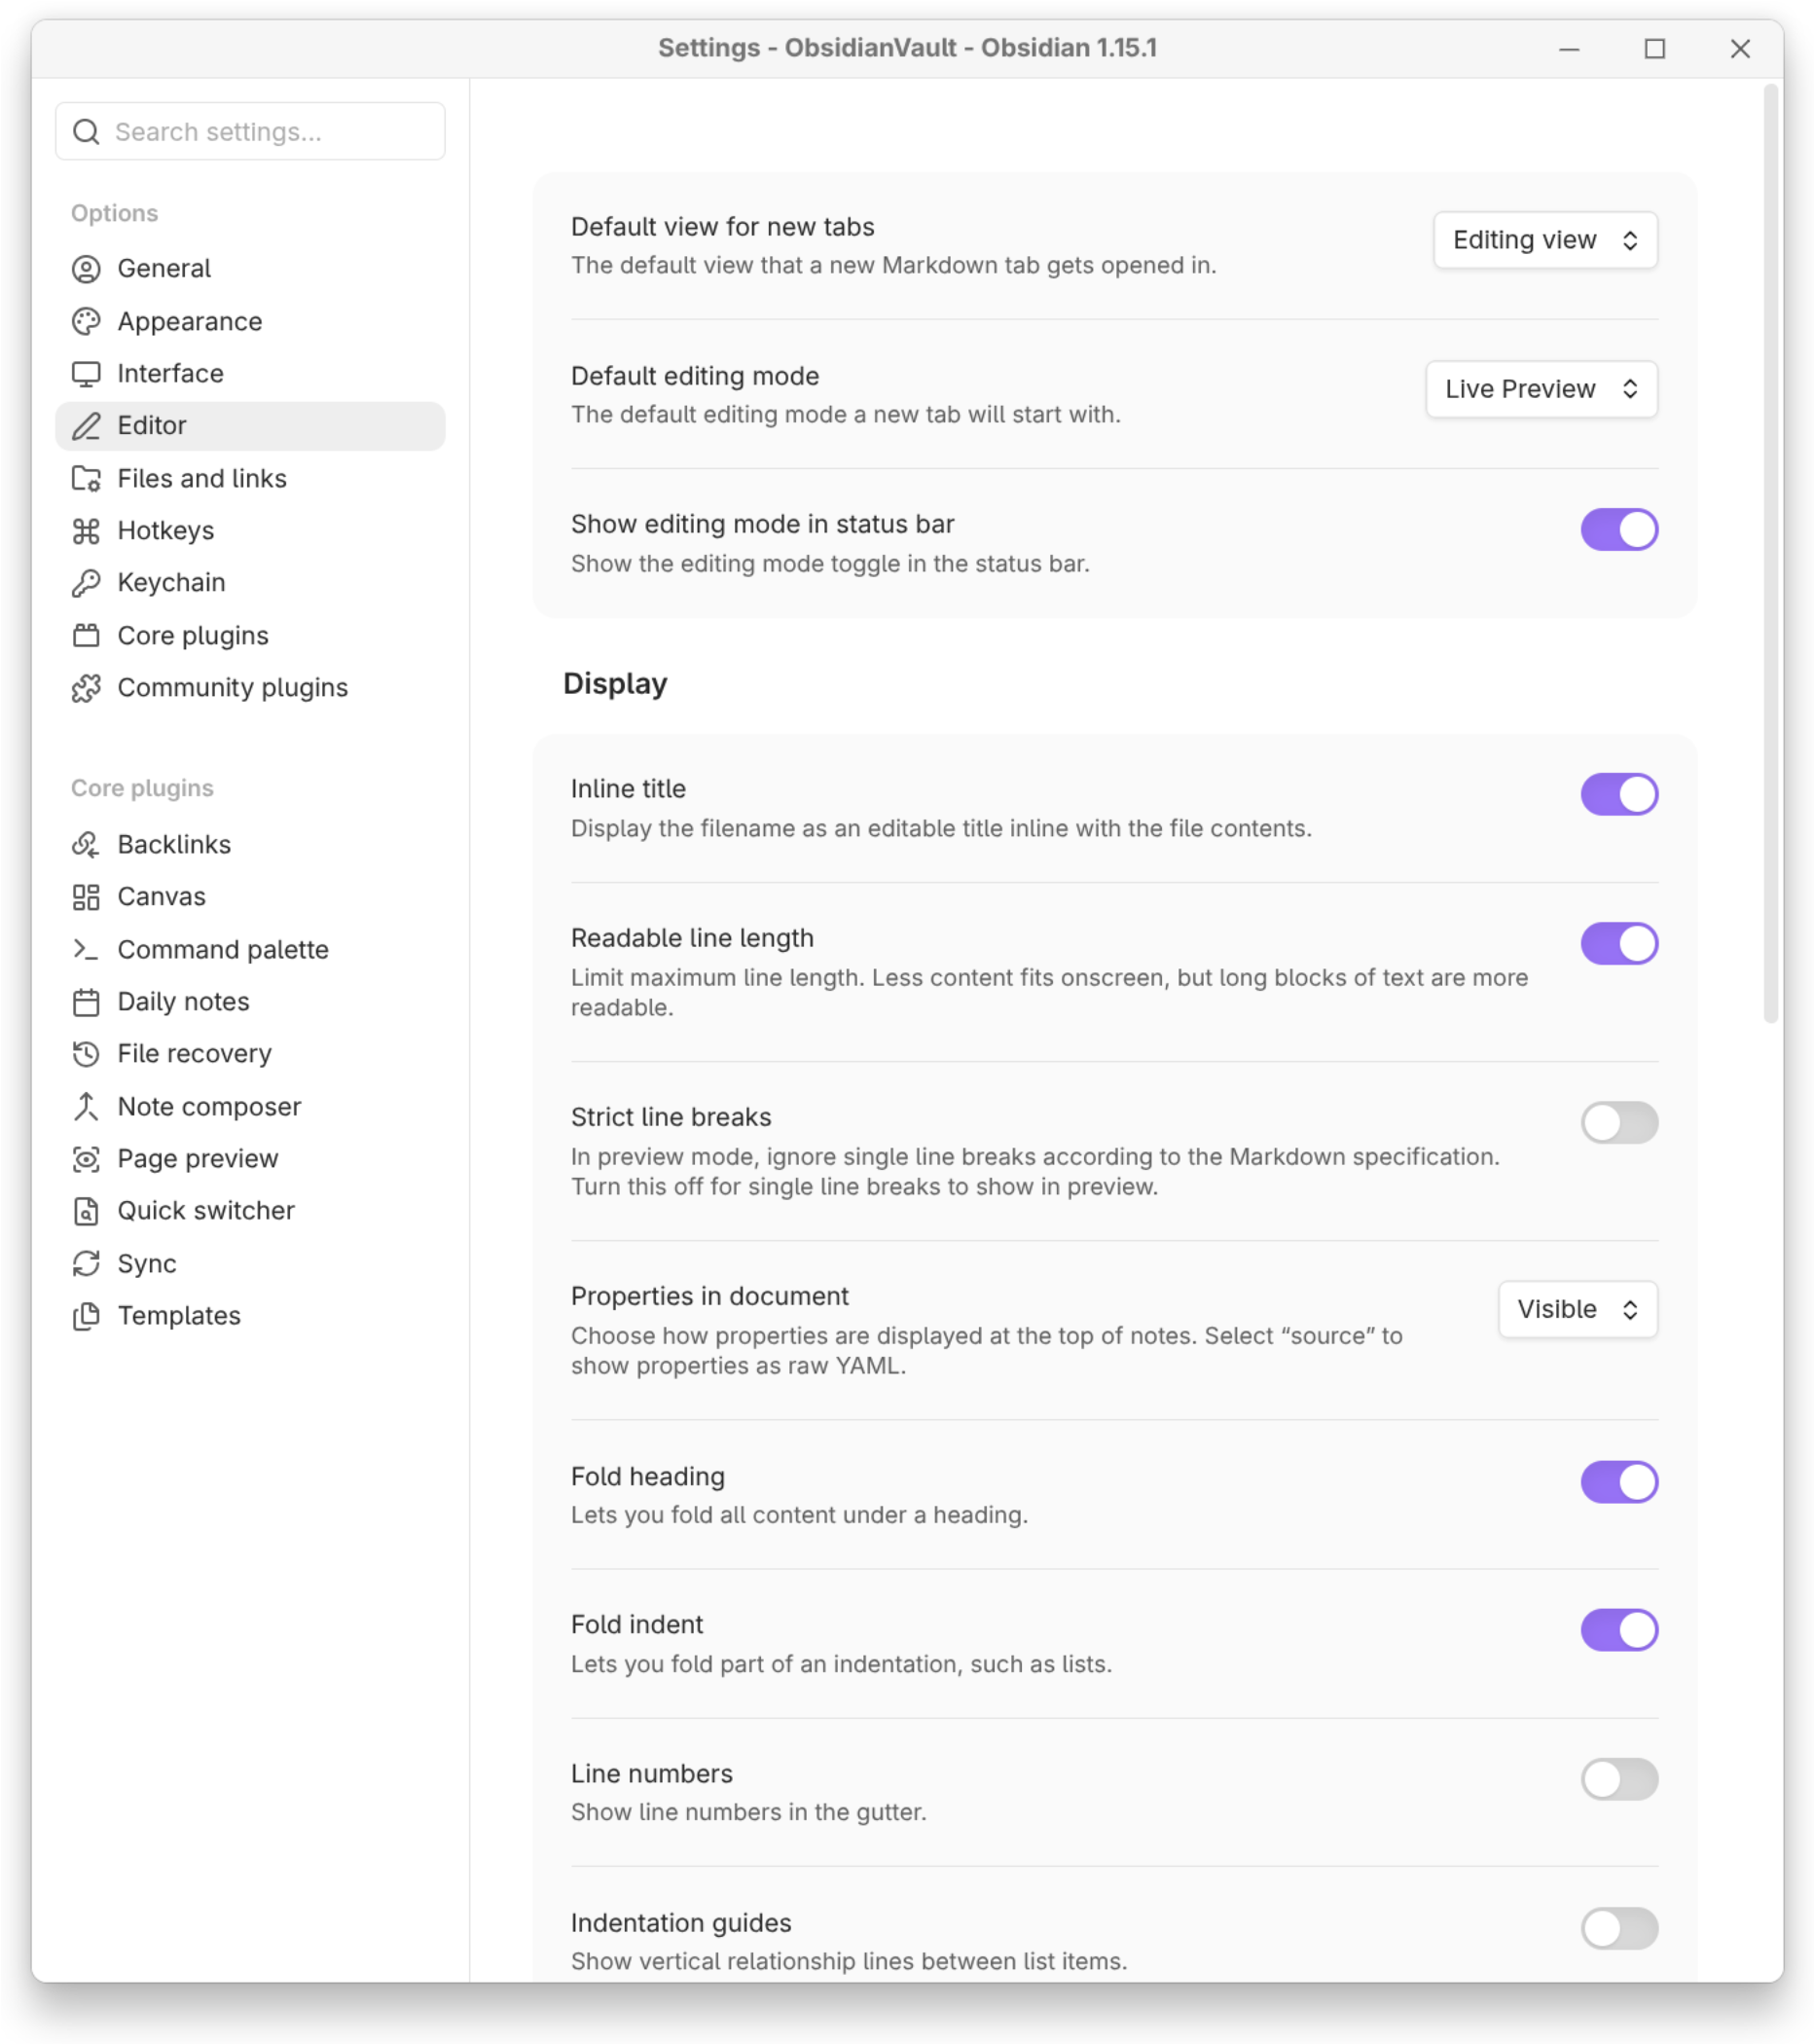 Settings - ObsidianVault - Obsidian 1.15.1
Search settings...
Options
General
Appearance
Interface
Editor
Files and links
Hotkeys
Keychain
Core plugins
Community plugins
Core plugins
Backlinks
Canvas
Command palette
Daily notes
File recovery
Note composer
Page preview
Quick switcher
Sync
Templates
Default view for new tabs
The default view that a new Markdown tab gets opened in.
Editing view
Default editing mode
The default editing mode a new tab will start with.
Live Preview
Show editing mode in status bar
Show the editing mode toggle in the status bar.
Display
Inline title
Display the filename as an editable title inline with the file contents.
Readable line length
Limit maximum line length. Less content fits onscreen, but long blocks of text are more
readable.
Strict line breaks
In preview mode, ignore single line breaks according to the Markdown specification.
Turn this off for single line breaks to show in preview.
Properties in document
Choose how properties are displayed at the top of notes. Select “source” to
show properties as raw YAML.
Visible
Fold heading
Lets you fold all content under a heading.
Fold indent
Lets you fold part of an indentation, such as lists.
Line numbers
Show line numbers in the gutter.
Indentation guides
Show vertical relationship lines between list items.